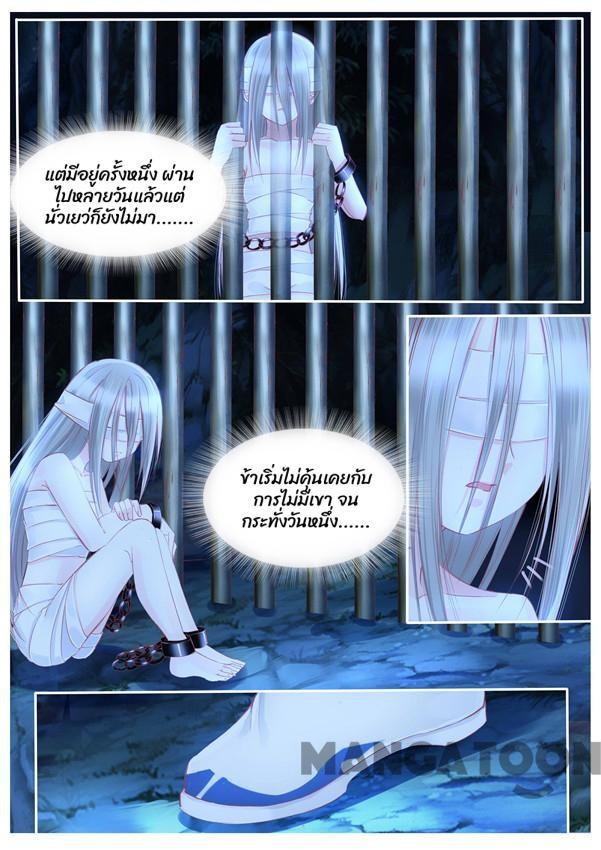 แต่มีอยู่ครั้งหนึ่ง ผ่าน
ไปหลายวันแล้วแต่
นั่วเยว่ก็ยังไม่มา.......
ข้าเริ่มไม่คุ้นเคยกับ
การไม่มีเขา จน
กระทั่งวันหนึ่ง......
MANGATOON